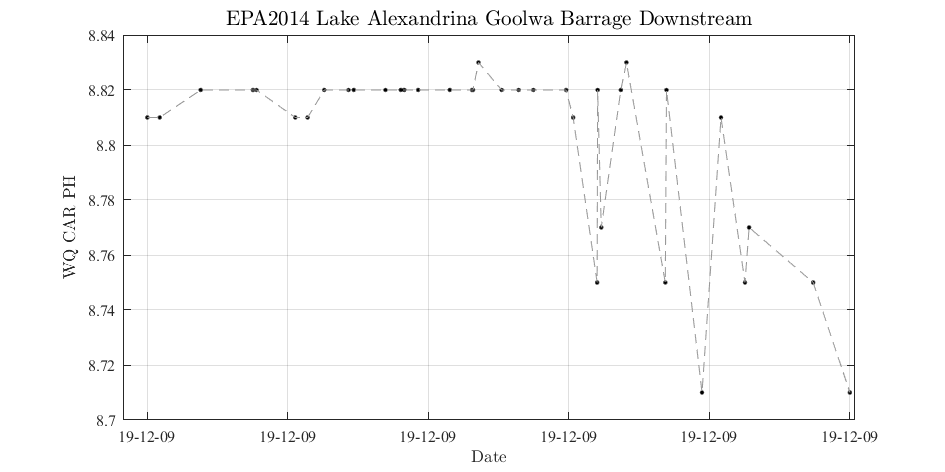 EPA2014 Lake Alexandrina Goolwa Barrage Downstream
8.84
8.82
8.8
8.78
8.76
8.74
8.72
8.7
WQ CAR PH
19-12-09 19-12-09 19-12-09 19-12-09 19-12-09 19-12-09
Date